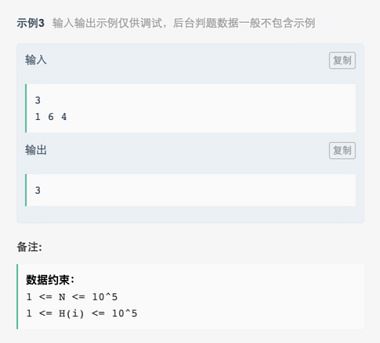 示例3 输入输出示例仅供调试，后台判题数据一般不包含示例
输入 复制
3
1 6 4
输出 复制
3
备注:
数据约束:
1 <= N <= 10^5
1 <= H(i) <= 10^5